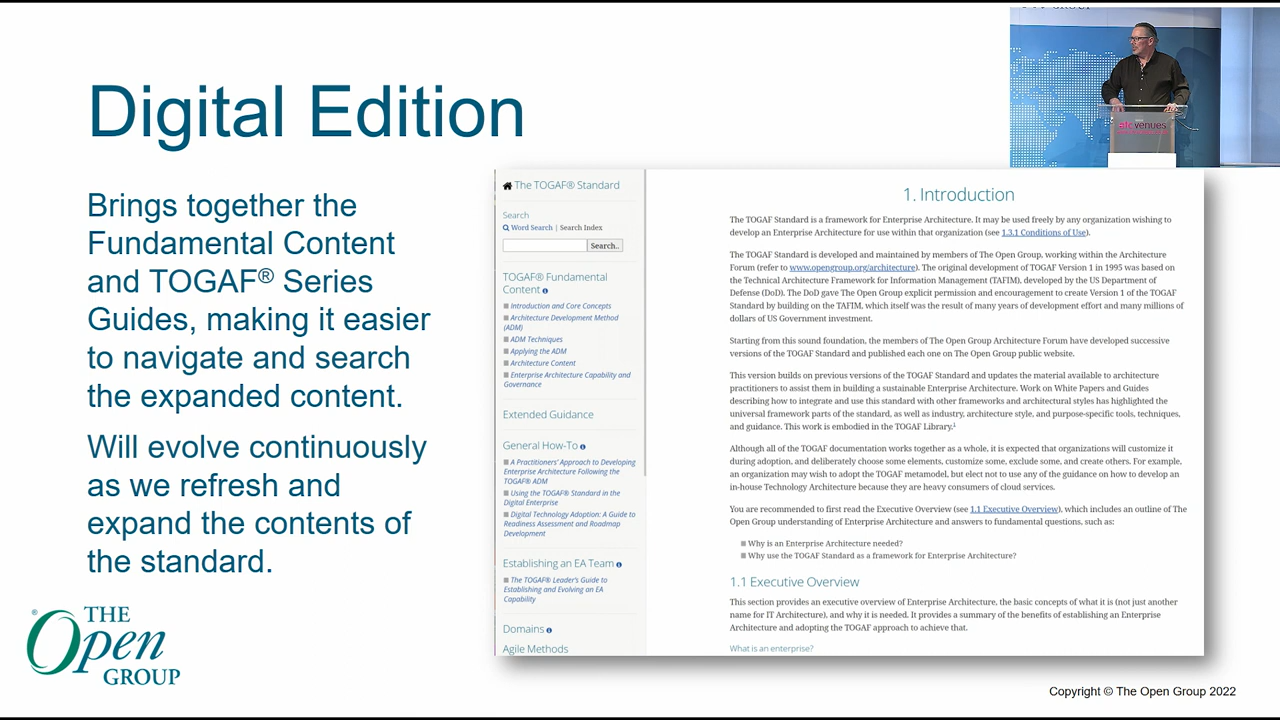 Digital Edition
Brings together the
Fundamental Content
and TOGAF® Series
Guides, making it easier
to navigate and search
the expanded content.
Will evolve continuously
as we refresh and
expand the contents of
the standard.
THE
Open
GROUP
®
The TOGAF® Standard
Search
Word Search | Search Index
Search..
TOGAF® Fundamental
Content
Introduction and Core Concepts
Architecture Development Method
(ADM)
ADM Techniques
Applying the ADM
Architecture Content
Enterprise Architecture Capability and
Governance
Extended Guidance
General How-To
A Practitioners' Approach to Developing
Enterprise Architecture Following the
TOGAF® ADM
Using the TOGAF® Standard in the
Digital Enterprise
Digital Technology Adoption: A Guide to
Readiness Assessment and Roadmap
Development
Establishing an EA Team
The TOGAF® Leader's Guide to
Establishing and Evolving an EA
Capability
Domains
Agile Methods
1. Introduction
The TOGAF Standard is a framework for Enterprise Architecture. It may be used freely by any organization wishing to
develop an Enterprise Architecture for use within that organization (see 1.3.1 Conditions of Use).
The TOGAF Standard is developed and maintained by members of The Open Group, working within the Architecture
Forum (refer to www.opengroup.org/architecture). The original development of TOGAF Version 1 in 1995 was based on
the Technical Architecture Framework for Information Management (TAFIM), developed by the US Department of
Defense (DoD). The DoD gave The Open Group explicit permission and encouragement to create Version 1 of the TOGAF
Standard by building on the TAFIM, which itself was the result of many years of development effort and many millions of
dollars of US Government investment.
Starting from this sound foundation, the members of The Open Group Architecture Forum have developed successive
versions of the TOGAF Standard and published each one on The Open Group public website.
This version builds on previous versions of the TOGAF Standard and updates the material available to architecture
practitioners to assist them in building a sustainable Enterprise Architecture. Work on White Papers and Guides
describing how to integrate and use this standard with other frameworks and architectural styles has highlighted the
universal framework parts of the standard, as well as industry, architecture style, and purpose-specific tools, techniques,
and guidance. This work is embodied in the TOGAF Library.¹
Although all of the TOGAF documentation works together as a whole, it is expected that organizations will customize it
during adoption, and deliberately choose some elements, customize some, exclude some, and create others. For example,
an organization may wish to adopt the TOGAF metamodel, but elect not to use any of the guidance on how to develop an
in-house Technology Architecture because they are heavy consumers of cloud services.
You are recommended to first read the Executive Overview (see 1.1 Executive Overview), which includes an outline of The
Open Group understanding of Enterprise Architecture and answers to fundamental questions, such as:
Why is an Enterprise Architecture needed?
Why use the TOGAF Standard as a framework for Enterprise Architecture?
1.1 Executive Overview
This section provides an executive overview of Enterprise Architecture, the basic concepts of what it is (not just another
name for IT Architecture), and why it is needed. It provides a summary of the benefits of establishing an Enterprise
Architecture and adopting the TOGAF approach to achieve that.
What is an enterprise?
etc venues
Copyright © The Open Group 2022